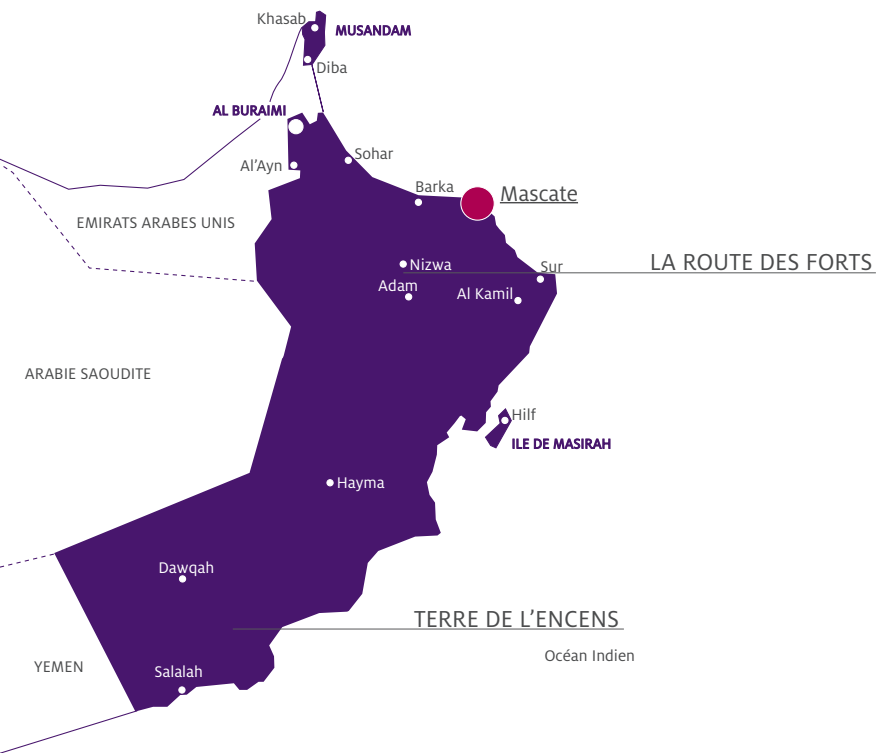 Khasab
MUSANDAM
Diba
AL BURAIMI
Sohar
Al'Ayn
Barka
Mascate
EMIRATS ARABES UNIS
LA ROUTE DES FORTS
Nizwa
Sur
Adam
Al Kamil
ARABIE SAOUDITE
Hilf
ILE DE MASIRAH
Hayma
Dawqah
TERRE DE L'ENCENS
Océan Indien
YEMEN
Salalah